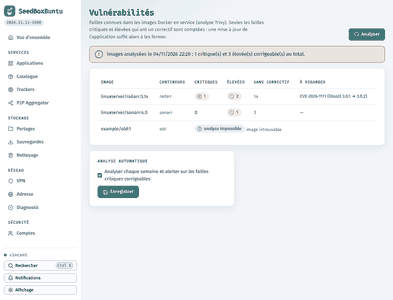 SeedBoxBuntu
2026.11.11-1008
Vue d'ensemble
SERVICES
Applications
Catalogue
Trackers
P2P Aggregator
STOCKAGE
Partages
Sauvegardes
Nettoyage
RÉSEAU
VPN
Adresse
Diagnostic
SÉCURITÉ
Comptes
vincent
Rechercher Ctrl K
Notifications
Affichage
Vulnérabilités
Failles connues dans les images Docker en service (analyse Trivy). Seules les failles
critiques et élevées qui ont un correctif sont comptées : une mise à jour de
l'application suffit alors à les fermer.
Analyser
Images analysées le 04/11/2026 22:20 : 1 critique(s) et 3 élevée(s) corrigeable(s) au total.
IMAGE CONTENEURS CRITIQUES ÉLEVÉES SANS CORRECTIF À REGARDER
linuxserver/radarr:5.14 radarr 1 2 14 CVE-2026-1111 (libssl3 3.0.1 → 3.0.2)
linuxserver/sonarr:4.0 sonarr 0 1 3 —
example/old:1 old analyse impossible image introuvable
ANALYSE AUTOMATIQUE
Analyser chaque semaine et alerter sur les failles
critiques corrigeables
Enregistrer